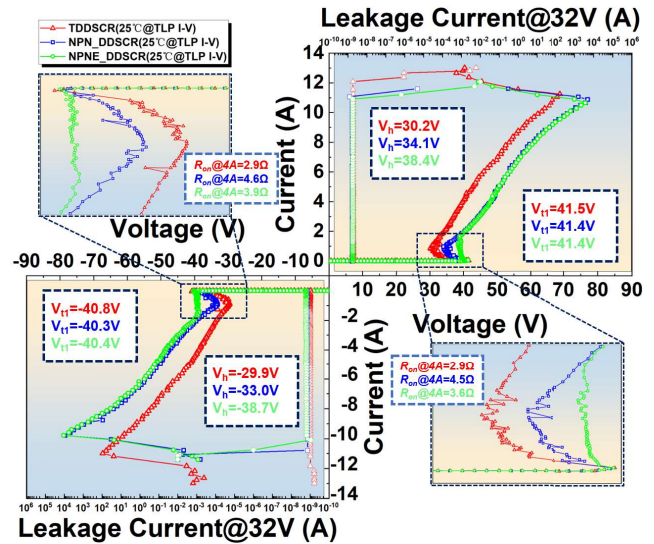 TDDSCR(25℃@TLP I-V)
NPN_DDSCR(25℃@TLP I-V)
NPNE_DDSCR(25℃@TLP I-V)
Leakage Current@32V (A)
10⁻¹⁰ 10⁻⁹ 10⁻⁸ 10⁻⁷ 10⁻⁶ 10⁻⁵ 10⁻⁴ 10⁻³ 10⁻² 10⁻¹ 10⁰ 10¹ 10² 10³ 10⁴ 10⁵ 10⁶
14
12
10
8
6
4
2
0
Current (A)
Vh=30.2V
Vh=34.1V
Vh=38.4V
Vt1=41.5V
Vt1=41.4V
Vt1=41.4V
10 20 30 40 50 60 70 80 90
Voltage (V)
Ron@4A=2.9Ω
Ron@4A=4.6Ω
Ron@4A=3.9Ω
Voltage (V)
-90 -80 -70 -60 -50 -40 -30 -20 -10
Vt1=-40.8V
Vt1=-40.3V
Vt1=-40.4V
Vh=-29.9V
Vh=-33.0V
Vh=-38.7V
-2
-4
-6
-8
-10
-12
-14
Current (A)
Ron@4A=2.9Ω
Ron@4A=4.5Ω
Ron@4A=3.6Ω
10⁶ 10⁵ 10⁴ 10³ 10² 10¹ 10⁰ 10⁻¹ 10⁻² 10⁻³ 10⁻⁴ 10⁻⁵ 10⁻⁶ 10⁻⁷ 10⁻⁸ 10⁻⁹ 10⁻¹⁰
Leakage Current@32V (A)